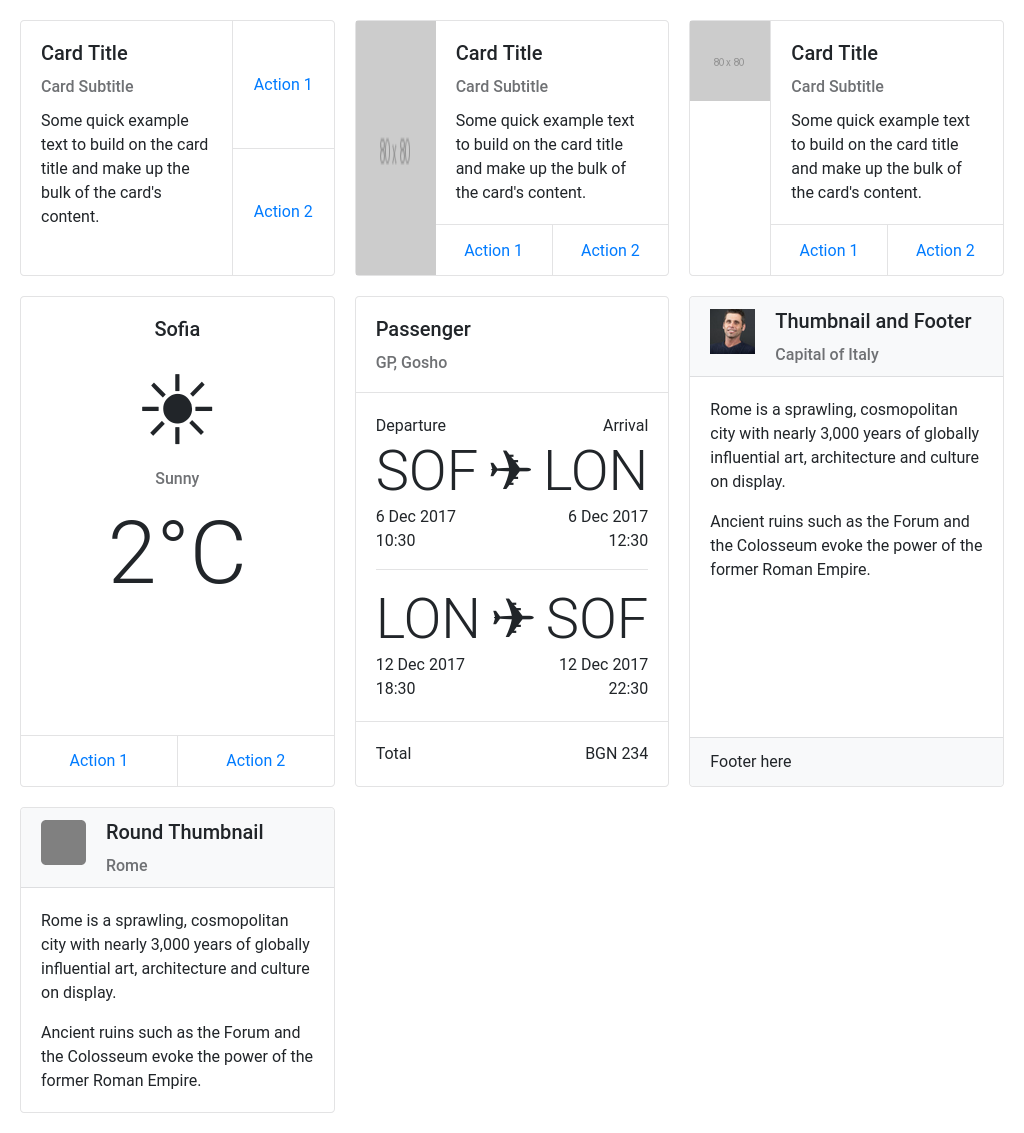 Card Title
Card Subtitle
Some quick example
text to build on the card
title and make up the
bulk of the card's
content.
Action 1
Action 2
80 x 80
Card Title
Card Subtitle
Some quick example text
to build on the card title
and make up the bulk of
the card's content.
Action 1
Action 2
80 x 80
Card Title
Card Subtitle
Some quick example text
to build on the card title
and make up the bulk of
the card's content.
Action 1
Action 2
Sofia
Sunny
2°C
Action 1
Action 2
Passenger
GP, Gosho
Departure Arrival
SOF ✈ LON
6 Dec 2017 6 Dec 2017
10:30 12:30
LON ✈ SOF
12 Dec 2017 12 Dec 2017
18:30 22:30
Total BGN 234
Thumbnail and Footer
Capital of Italy
Rome is a sprawling, cosmopolitan
city with nearly 3,000 years of globally
influential art, architecture and culture
on display.
Ancient ruins such as the Forum and
the Colosseum evoke the power of the
former Roman Empire.
Footer here
Round Thumbnail
Rome
Rome is a sprawling, cosmopolitan
city with nearly 3,000 years of globally
influential art, architecture and culture
on display.
Ancient ruins such as the Forum and
the Colosseum evoke the power of the
former Roman Empire.